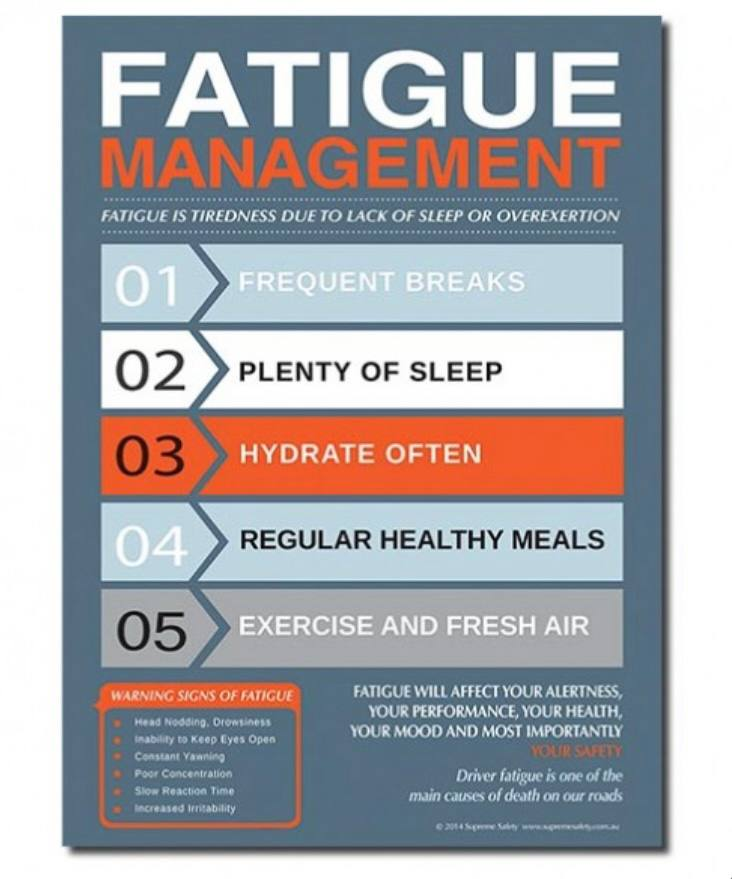 FATIGUE
MANAGEMENT
FATIGUE IS TIREDNESS DUE TO LACK OF SLEEP OR OVEREXERTION
01 FREQUENT BREAKS
02 PLENTY OF SLEEP
03 HYDRATE OFTEN
04 REGULAR HEALTHY MEALS
05 EXERCISE AND FRESH AIR
WARNING SIGNS OF FATIGUE
Head Nodding, Drowsiness
Inability to Keep Eyes Open
Constant Yawning
Poor Concentration
Slow Reaction Time
Increased Irritability
FATIGUE WILL AFFECT YOUR ALERTNESS,
YOUR PERFORMANCE, YOUR HEALTH,
YOUR MOOD AND MOST IMPORTANTLY
YOUR SAFETY
Driver fatigue is one of the
main causes of death on our roads
© 2014 Supreme Safety www.supremesafety.com.au